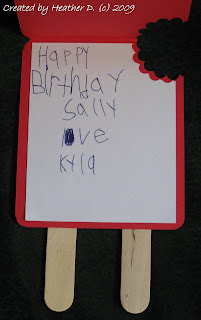 Created by Heather D. (c) 2009
Happy
Birthday
Sally
love
Kyla